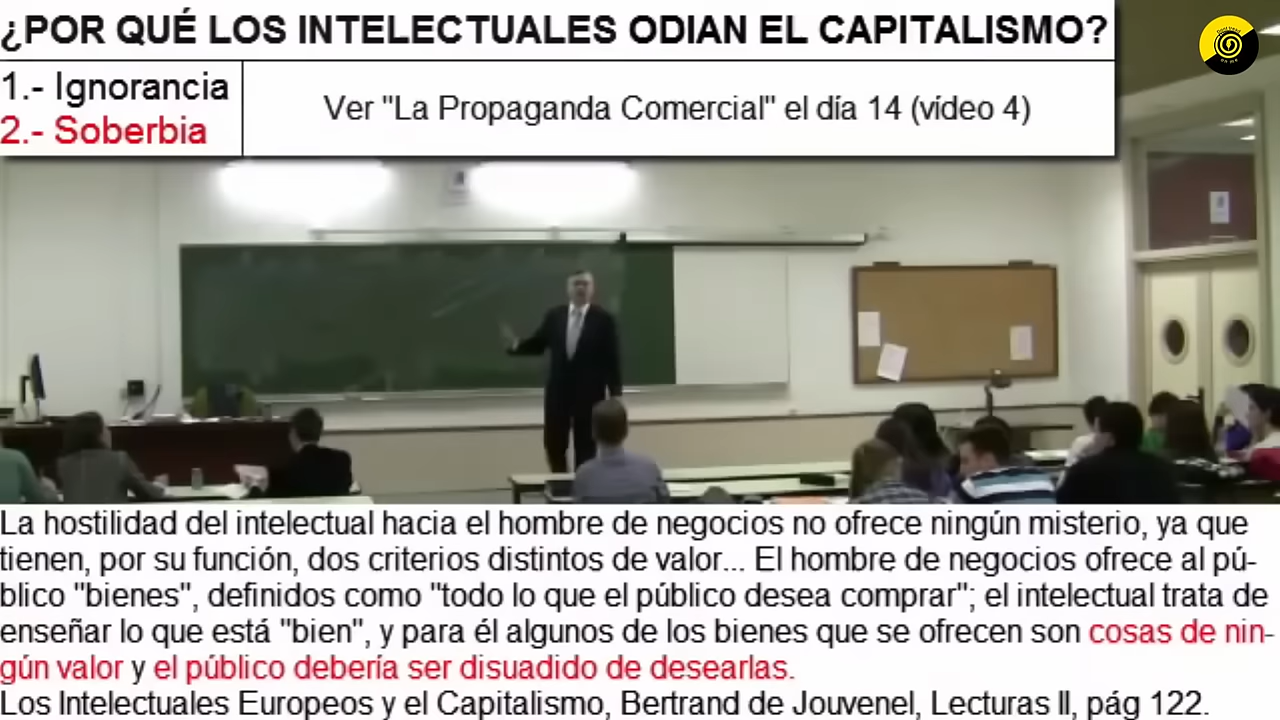 ¿POR QUÉ LOS INTELECTUALES ODIAN EL CAPITALISMO?
1.- Ignorancia
2.- Soberbia
Ver "La Propaganda Comercial" el día 14 (vídeo 4)
La hostilidad del intelectual hacia el hombre de negocios no ofrece ningún misterio, ya que
tienen, por su función, dos criterios distintos de valor... El hombre de negocios ofrece al pú-
blico "bienes", definidos como "todo lo que el público desea comprar"; el intelectual trata de
enseñar lo que está "bien", y para él algunos de los bienes que se ofrecen son cosas de nin-
gún valor y el público debería ser disuadido de desearlas.
Los Intelectuales Europeos y el Capitalismo, Bertrand de Jouvenel, Lecturas II, pág 122.